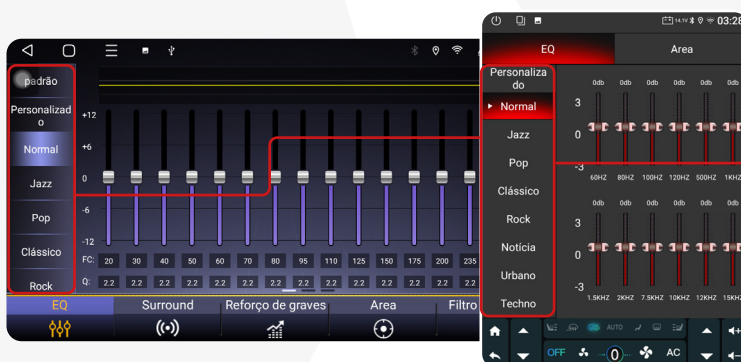 padrão
Personalizad
o
Normal
Jazz
Pop
Clássico
Rock
+12
+6
0
-6
-12
FC: 20 30 40 50 60 70 80 95 110 125 150 175 200 235
Q: 2.2 2.2 2.2 2.2 2.2 2.2 2.2 2.2 2.2 2.2 2.2 2.2 2.2 2.2
EQ Surround Reforço de graves Area Filtro
14.1V 03:28
EQ Area
Personaliza
do
Normal
Jazz
Pop
Clássico
Rock
Notícia
Urbano
Techno
0db 0db 0db 0db 0db 0db
3
0
-3
60HZ 80HZ 100HZ 120HZ 500HZ 1KHZ
0db 0db 0db 0db 0db 0db
3
0
-3
1.5KHZ 2KHZ 7.5KHZ 10KHZ 12KHZ 15KHZ
AUTO
OFF 0 AC